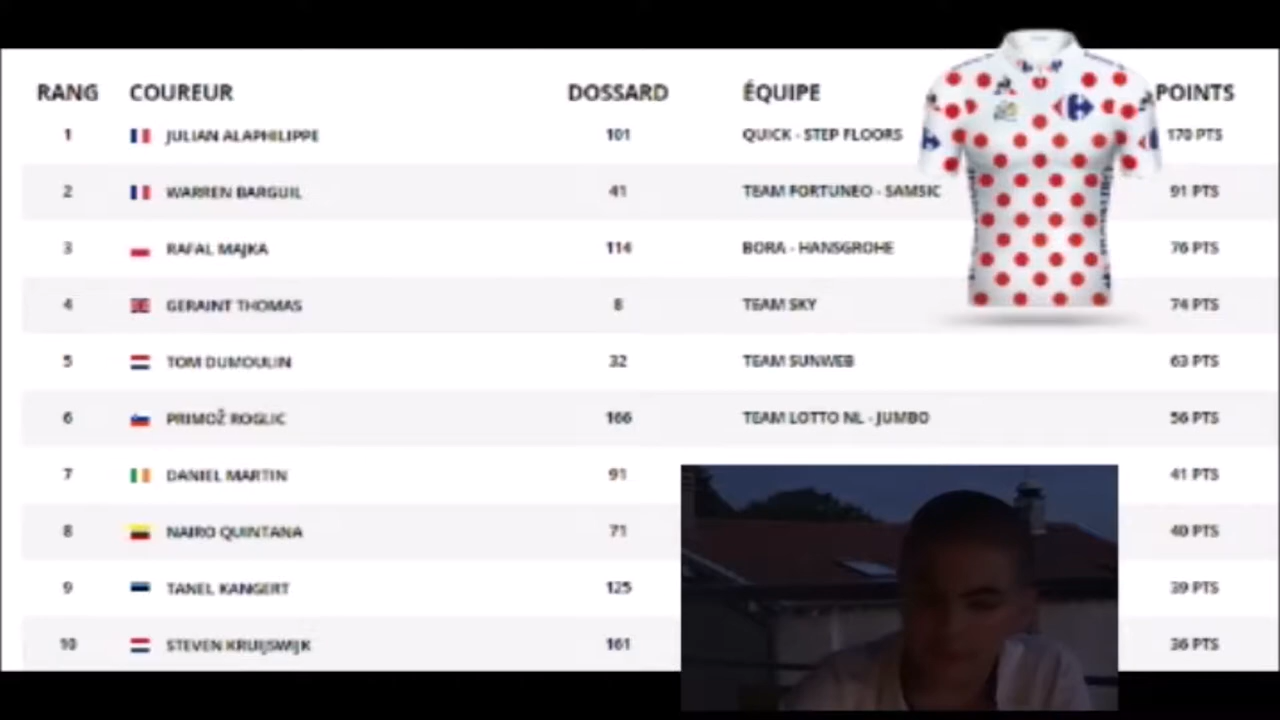 RANG COUREUR DOSSARD ÉQUIPE POINTS
1 JULIAN ALAPHILIPPE 101 QUICK - STEP FLOORS 170 PTS
2 WARREN BARGUIL 41 TEAM FORTUNEO - SAMSIC 91 PTS
3 RAFAL MAJKA 114 BORA - HANSGROHE 76 PTS
4 GERAINT THOMAS 8 TEAM SKY 74 PTS
5 TOM DUMOULIN 32 TEAM SUNWEB 63 PTS
6 PRIMOŽ ROGLIC 166 TEAM LOTTO NL - JUMBO 56 PTS
7 DANIEL MARTIN 91 41 PTS
8 NAIRO QUINTANA 71 40 PTS
9 TANEL KANGERT 125 39 PTS
10 STEVEN KRUIJSWIJK 161 36 PTS